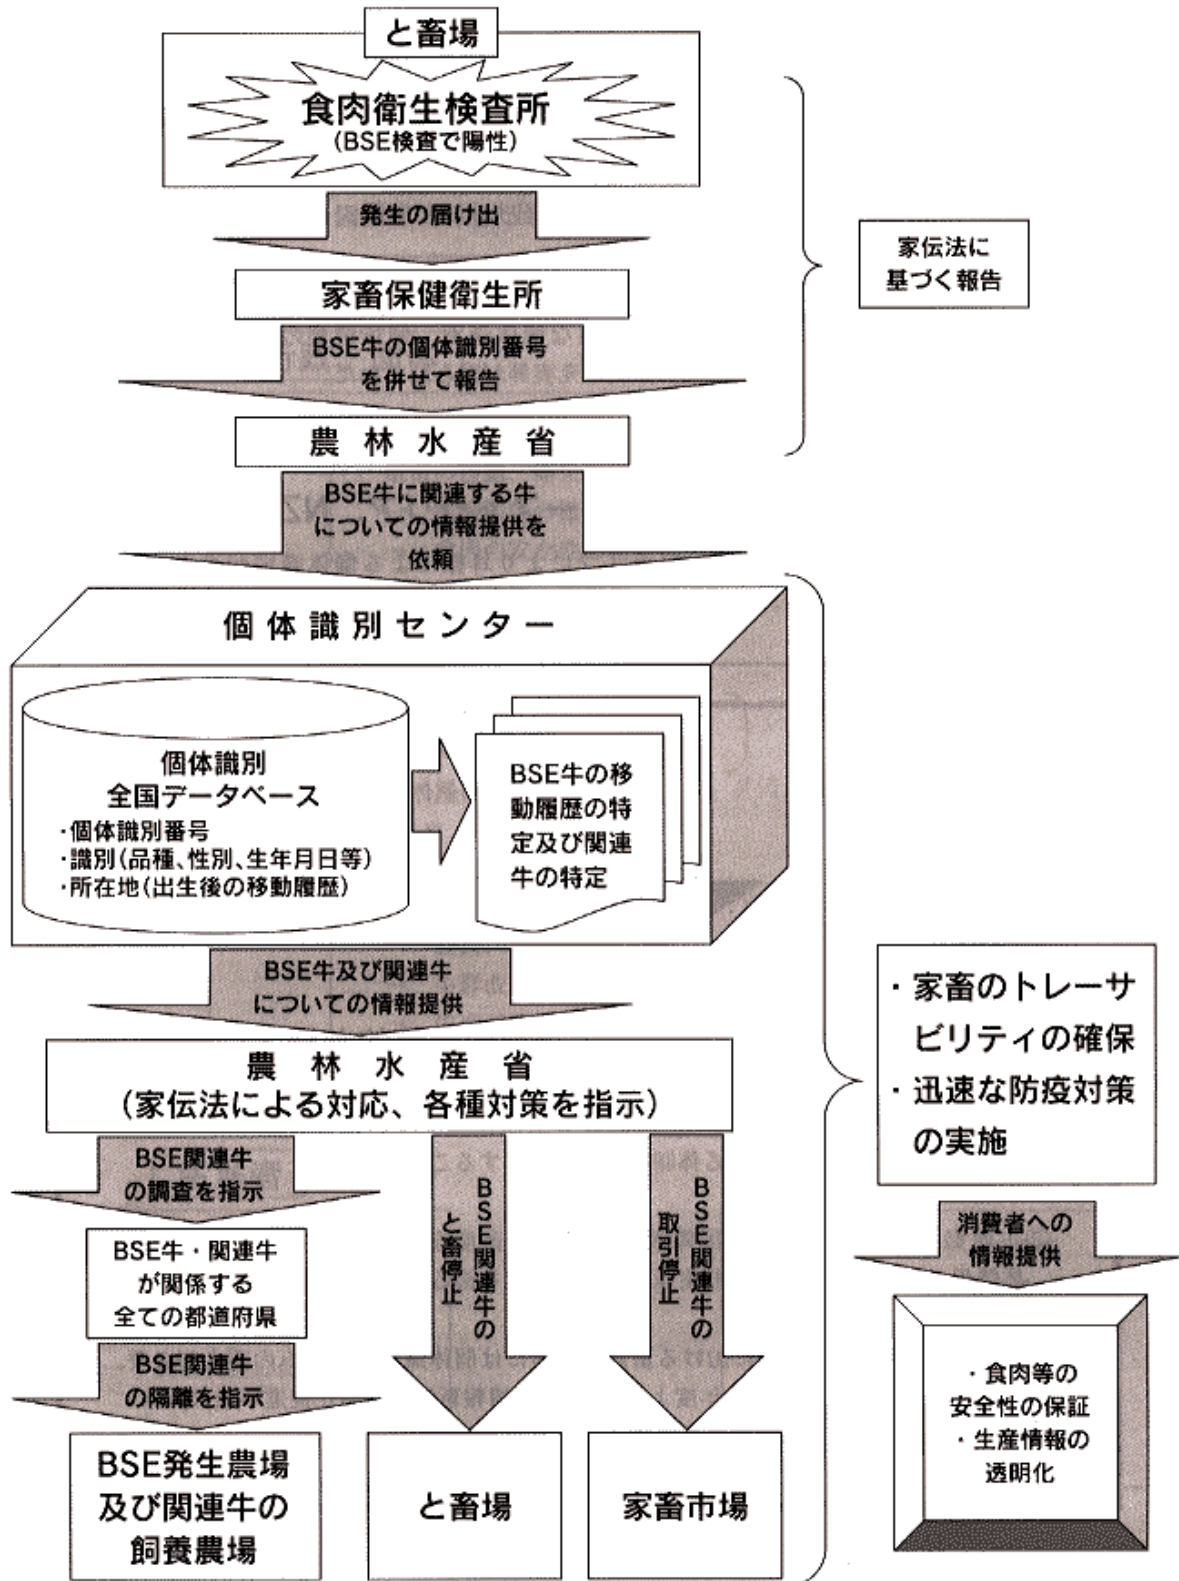 と畜場
食肉衛生検査所
(BSE検査で陽性)
発生の届け出
家畜保健衛生所
BSE牛の個体識別番号
を併せて報告
農林水産省
家伝法に
基づく報告
BSE牛に関連する牛
についての情報提供を
依頼
個体識別センター
個体識別
全国データベース
・個体識別番号
・識別(品種、性別、生年月日等)
・所在地(出生後の移動履歴)
BSE牛の移
動履歴の特
定及び関連
牛の特定
BSE牛及び関連牛
についての情報提供
農林水産省
(家伝法による対応、各種対策を指示)
BSE関連牛
の調査を指示
BSE牛・関連牛
が関係する
全ての都道府県
BSE関連牛
の隔離を指示
BSE発生農場
及び関連牛の
飼養農場
BSE関連牛の
と畜停止
と畜場
BSE関連牛の
取引停止
家畜市場
・家畜のトレーサ
ビリティの確保
・迅速な防疫対策
の実施
消費者への
情報提供
・食肉等の
安全性の保証
・生産情報の
透明化